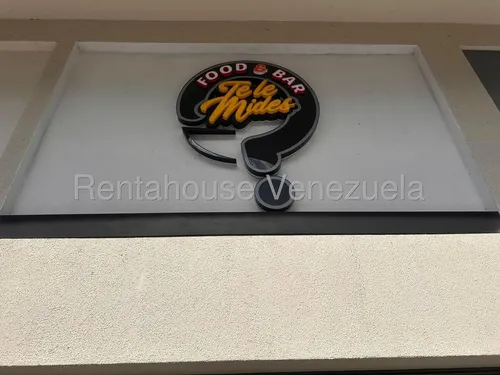 FOOD BAR
Te le
Mides
Rentahouse Venezuela